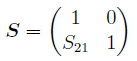 S = ( 1 0
S21 1 )